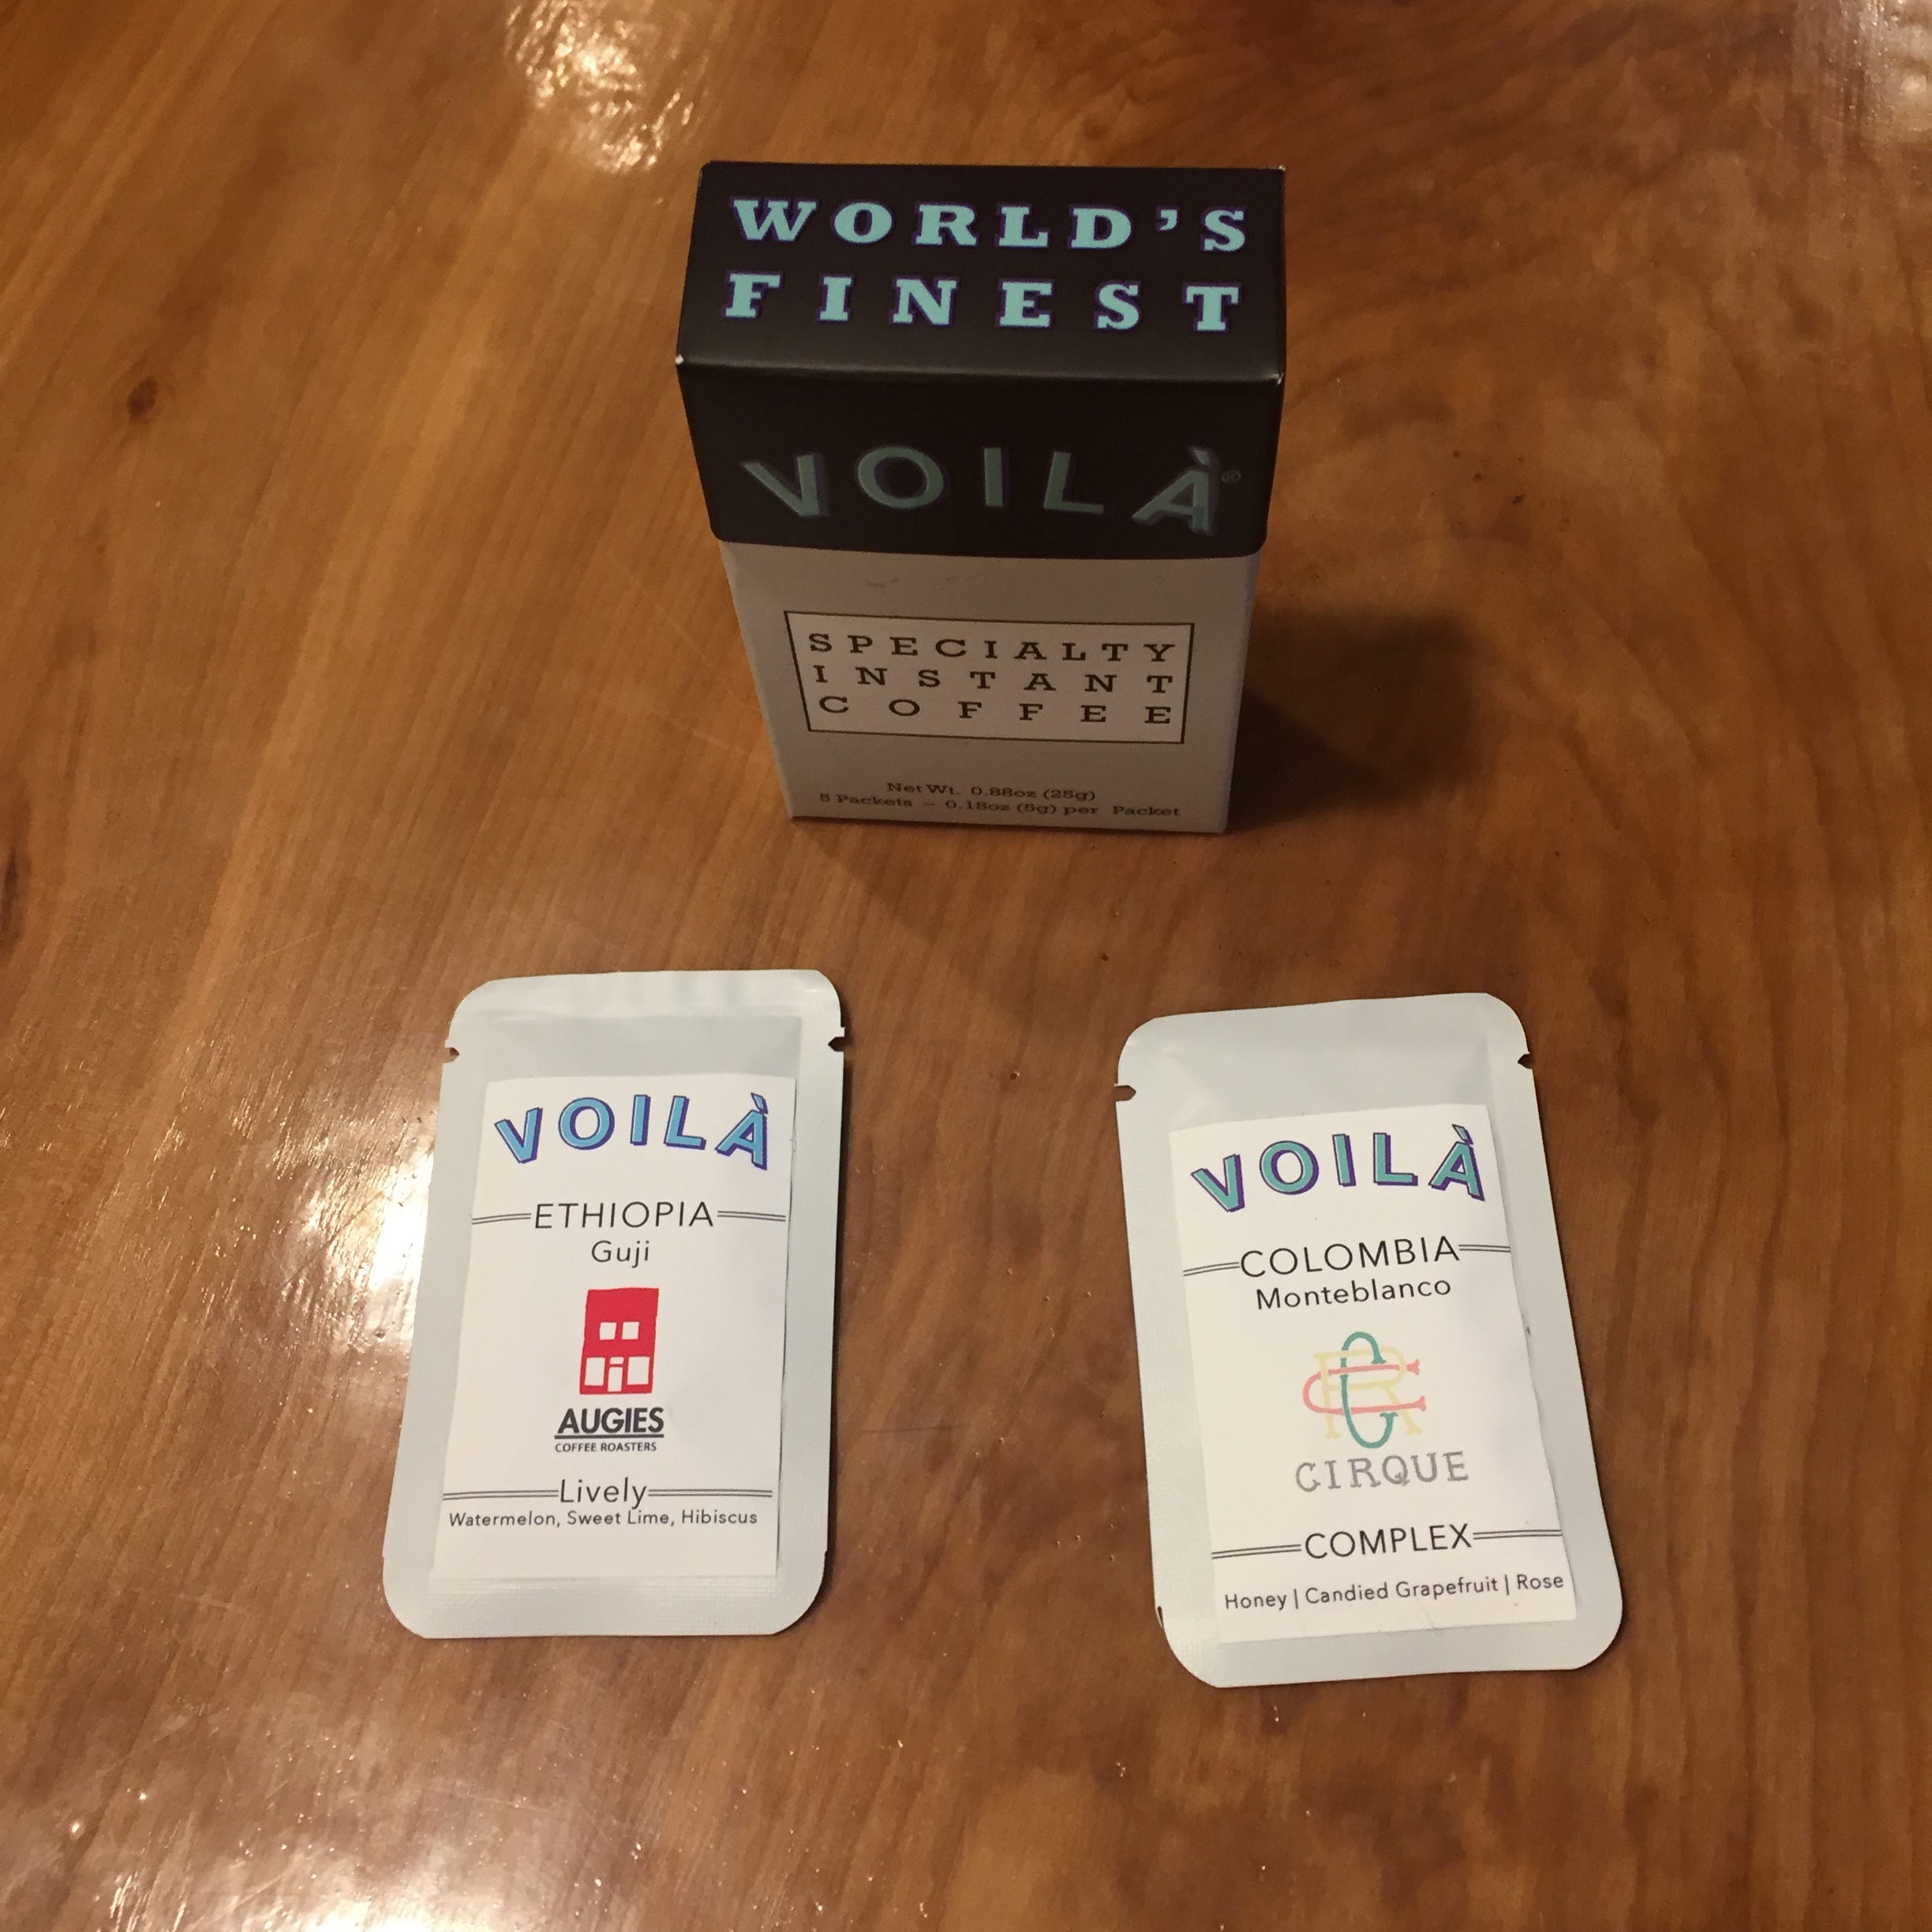 WORLD'S
FINEST
VOILÀ®
SPECIALTY
INSTANT
COFFEE
Net Wt. 0.88oz (25g)
5 Packets – 0.18oz (5g) per Packet
VOILÀ
ETHIOPIA
Guji
AUGIES
COFFEE ROASTERS
Lively
Watermelon, Sweet Lime, Hibiscus
VOILÀ
COLOMBIA
Monteblanco
CRC
CIRQUE
COMPLEX
Honey | Candied Grapefruit | Rose